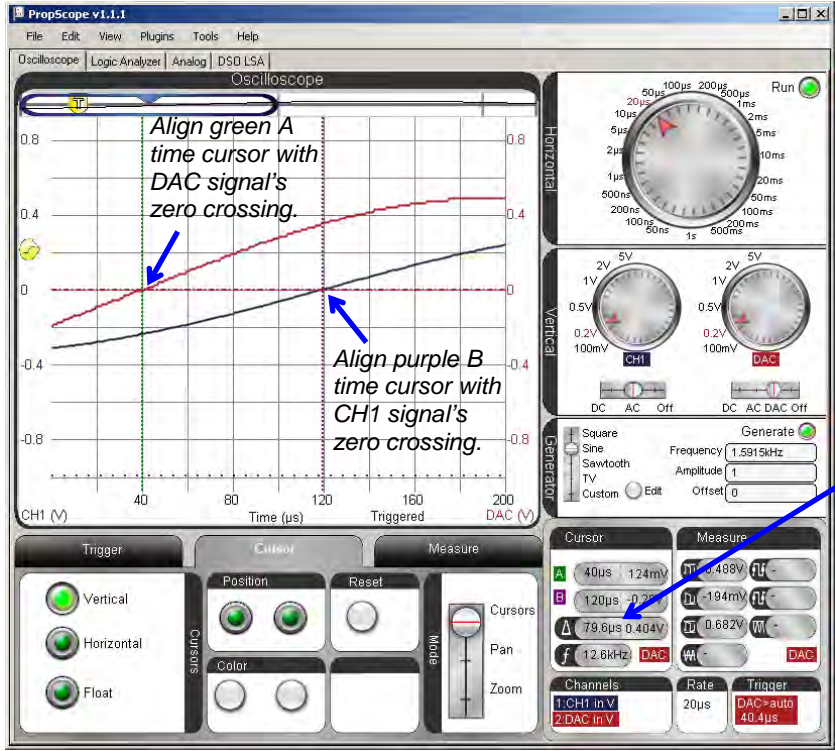 PropScope v1.1.1
File Edit View Plugins Tools Help
Oscilloscope Logic Analyzer Analog DSO LSA
Oscilloscope
T
Align green A
time cursor with
DAC signal's
zero crossing.
Align purple B
time cursor with
CH1 signal's
zero crossing.
0.8 0.8
0.4 0.4
0 0
-0.4 -0.4
-0.8 -0.8
40 80 120 160 200
CH1 (V) Time (µs) Triggered DAC (V)
Horizontal
Run
100µs 200µs
50µs 500µs
20µs 1ms
10µs 2ms
5µs 5ms
2µs 10ms
1µs 20ms
500ns 50ms
200ns 100ms
100ns 200ms
50ns 1s 500ms
Vertical
5V 5V
2V 2V
1V 1V
0.5V 0.5V
0.2V 0.2V
100mV 100mV
CH1 DAC
DC AC Off DC AC DAC Off
Generator
Square Generate
Sine Frequency 1.5915kHz
Sawtooth Amplitude 1
TV Offset 0
Custom Edit
Trigger Cursor Measure
Vertical
Horizontal
Float
Cursors
Position Reset
Color
Mode
Cursors
Pan
Zoom
Cursor
A 40µs 124mV
B 120µs
Δ 79.6µs 0.404V
f 12.6kHz DAC
Measure
0.488V -
-194mV -
0.682V -
- DAC
Channels
1:CH1 in V
2:DAC in V
Rate
20µs
Trigger
DAC>auto
40.4µs